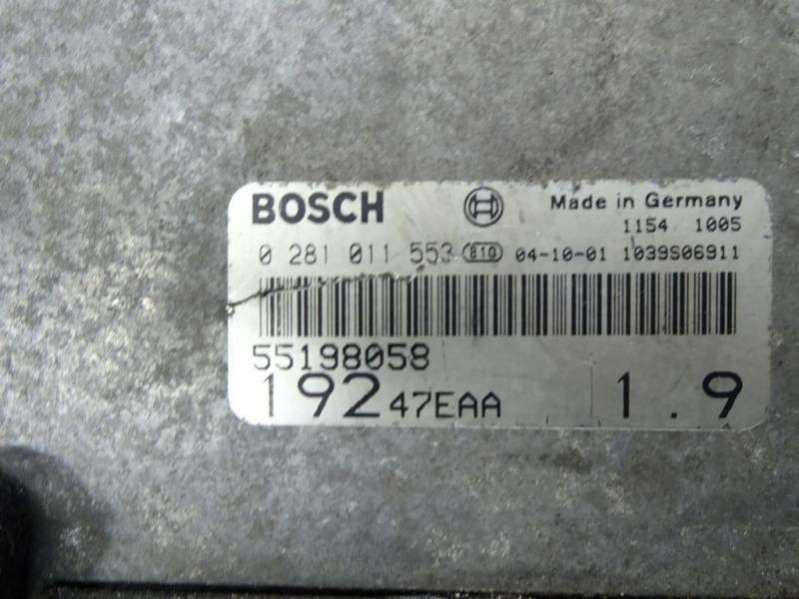 BOSCH Made in Germany
1154 1005
0 281 011 553 810 04-10-01 1039S06911
55198058
192 47EAA 1.9